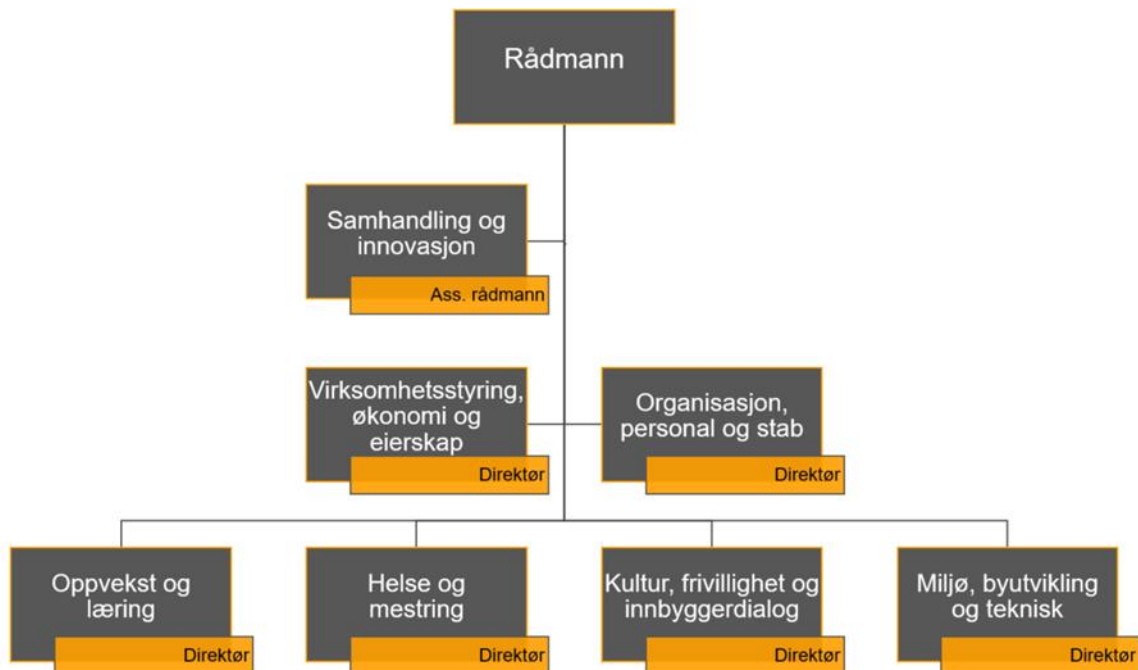 Rådmann
Samhandling og
innovasjon
Ass. rådmann
Virksomhetsstyring,
økonomi og
eierskap
Direktør
Organisasjon,
personal og stab
Direktør
Oppvekst og
læring
Direktør
Helse og
mestring
Direktør
Kultur, frivillighet og
innbyggerdialog
Direktør
Miljø, byutvikling
og teknisk
Direktør